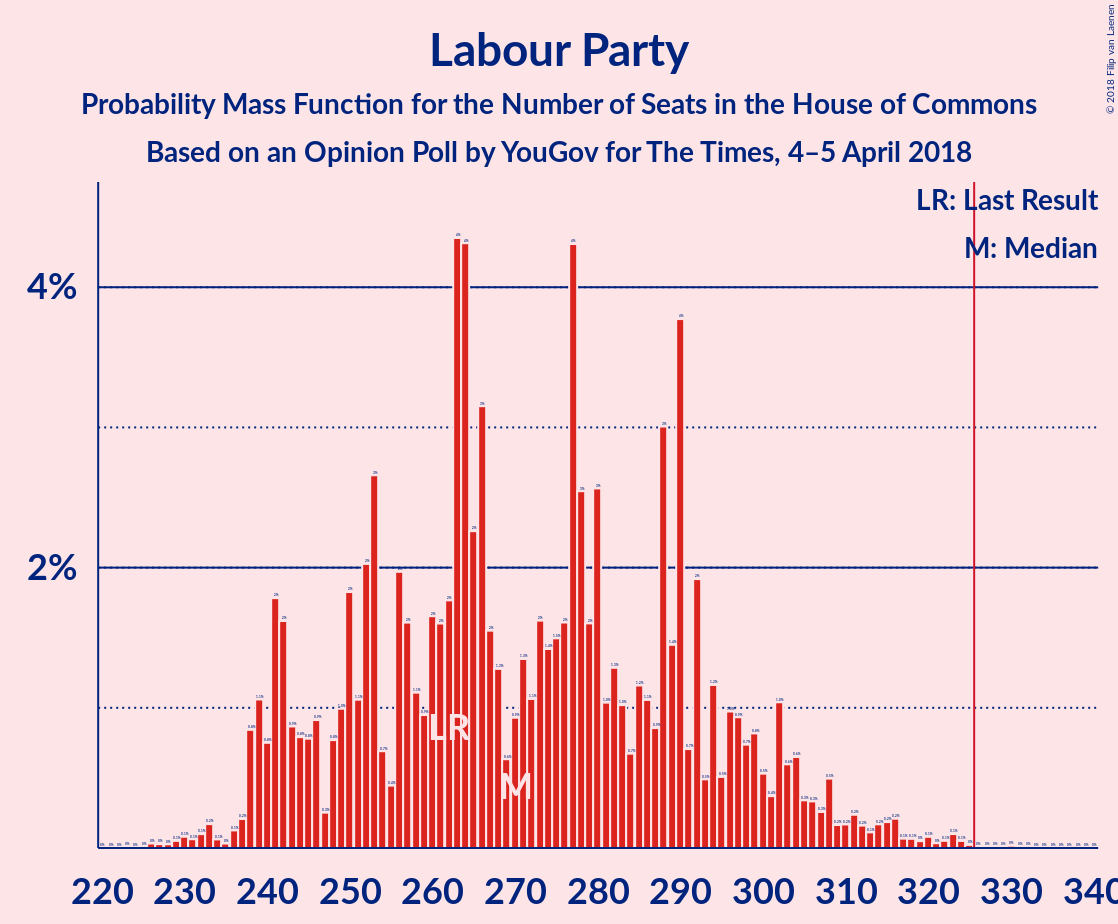 Labour Party
Probability Mass Function for the Number of Seats in the House of Commons
Based on an Opinion Poll by YouGov for The Times, 4–5 April 2018
© 2018 Filip van Laenen
LR: Last Result
M: Median
4%
2%
LR
M
220 230 240 250 260 270 280 290 300 310 320 330 340